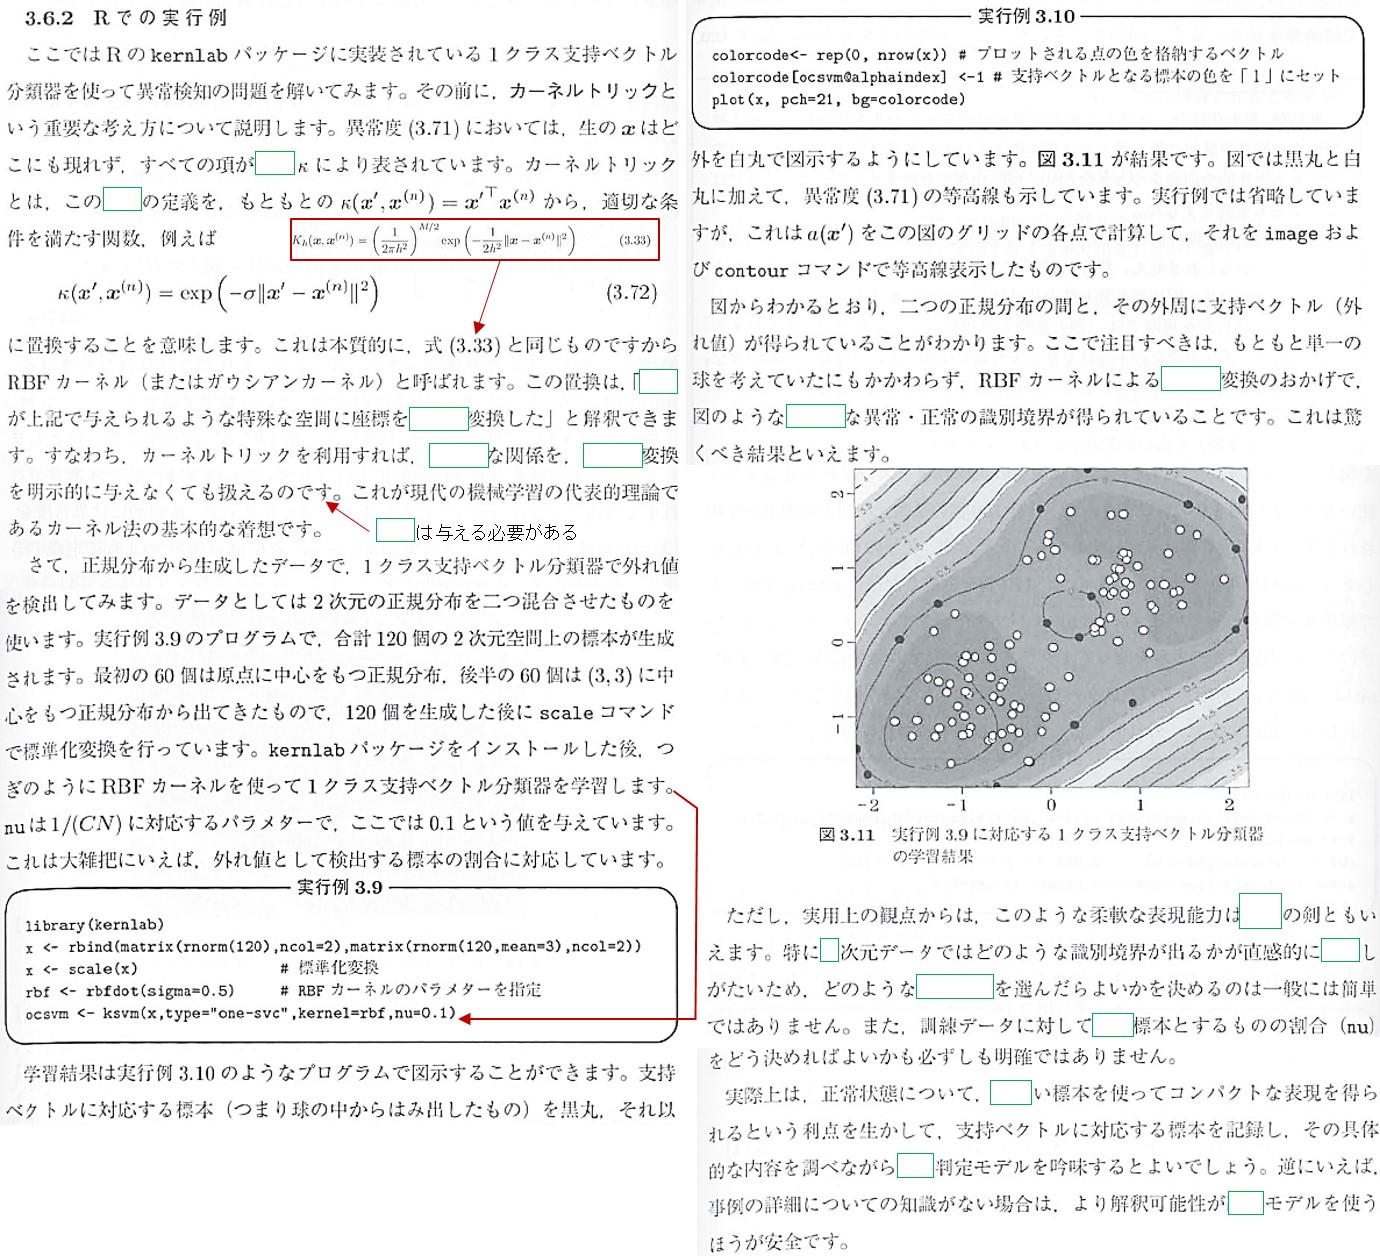 3.6.2 Rでの実行例
ここではRのkernlabパッケージに実装されている1クラス支持ベクトル
分類器を使って異常検知の問題を解いてみます。その前に，カーネルトリックと
いう重要な考え方について説明します。異常度 (3.71) においては，生の x はど
こにも現れず，すべての項が κ により表されています。カーネルトリック
とは，この の定義を，もともとの κ(x′, x^(n)) = x′^⊤ x^(n) から，適切な条
件を満たす関数，例えば
K_h(x, x^(n)) = (1/(2πh^2))^(M/2) exp(−1/(2h^2) ‖x − x^(n)‖^2) (3.33)
κ(x′, x^(n)) = exp(−σ‖x′ − x^(n)‖^2) (3.72)
に置換することを意味します。これは本質的に，式 (3.33) と同じものですから
RBFカーネル（またはガウシアンカーネル）と呼ばれます。この置換は，「
が上記で与えられるような特殊な空間に座標を 変換した」と解釈できま
す。すなわち，カーネルトリックを利用すれば， な関係を， 変換
を明示的に与えなくても扱えるのです。これが現代の機械学習の代表的理論で
あるカーネル法の基本的な着想です。
は与える必要がある
さて，正規分布から生成したデータで，1クラス支持ベクトル分類器で外れ値
を検出してみます。データとしては2次元の正規分布を二つ混合させたものを
使います。実行例3.9のプログラムで，合計120個の2次元空間上の標本が生成
されます。最初の60個は原点に中心をもつ正規分布，後半の60個は (3,3) に中
心をもつ正規分布から出てきたもので，120個を生成した後に scale コマンド
で標準化変換を行っています。kernlab パッケージをインストールした後，つ
ぎのようにRBFカーネルを使って1クラス支持ベクトル分類器を学習します。
nu は 1/(CN) に対応するパラメターで，ここでは 0.1 という値を与えています。
これは大雑把にいえば，外れ値として検出する標本の割合に対応しています。
実行例 3.9
library(kernlab)
x <- rbind(matrix(rnorm(120),ncol=2),matrix(rnorm(120,mean=3),ncol=2))
x <- scale(x) # 標準化変換
rbf <- rbfdot(sigma=0.5) # RBFカーネルのパラメターを指定
ocsvm <- ksvm(x,type="one-svc",kernel=rbf,nu=0.1)
学習結果は実行例 3.10 のようなプログラムで図示することができます。支持
ベクトルに対応する標本（つまり球の中からはみ出したもの）を黒丸，それ以
実行例 3.10
colorcode<- rep(0, nrow(x)) # プロットされる点の色を格納するベクトル
colorcode[ocsvm@alphaindex] <-1 # 支持ベクトルとなる標本の色を「1」にセット
plot(x, pch=21, bg=colorcode)
外を白丸で図示するようにしています。図 3.11 が結果です。図では黒丸と白
丸に加えて，異常度 (3.71) の等高線も示しています。実行例では省略していま
すが，これは a(x′) をこの図のグリッドの各点で計算して，それを image およ
び contour コマンドで等高線表示したものです。
図からわかるとおり，二つの正規分布の間と，その外周に支持ベクトル（外
れ値）が得られていることがわかります。ここで注目すべきは，もともと単一の
球を考えていたにもかかわらず，RBFカーネルによる 変換のおかげで，
図のような な異常・正常の識別境界が得られていることです。これは驚
くべき結果といえます。
2
1
0
−1
−2 −1 0 1 2
図 3.11 実行例 3.9 に対応する 1 クラス支持ベクトル分類器
の学習結果
ただし，実用上の観点からは，このような柔軟な表現能力は の剣ともい
えます。特に 次元データではどのような識別境界が出るかが直感的に し
がたいため，どのような を選んだらよいかを決めるのは一般には簡単
ではありません。また，訓練データに対して 標本とするものの割合（nu）
をどう決めればよいかも必ずしも明確ではありません。
実際上は，正常状態について， い標本を使ってコンパクトな表現を得ら
れるという利点を生かして，支持ベクトルに対応する標本を記録し，その具体
的な内容を調べながら 判定モデルを吟味するとよいでしょう。逆にいえば，
事例の詳細についての知識がない場合は，より解釈可能性が モデルを使う
ほうが安全です。